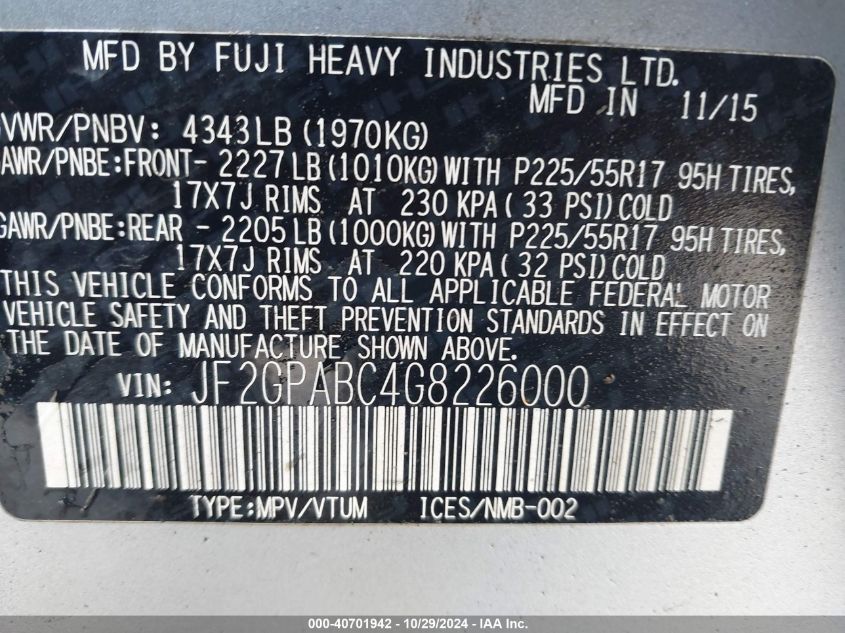 MFD BY FUJI HEAVY INDUSTRIES LTD.
MFD IN 11/15
GVWR/PNBV: 4343LB (1970KG)
GAWR/PNBE:FRONT- 2227LB(1010KG)WITH P225/55R17 95H TIRES,
17X7J RIMS AT 230 KPA( 33 PSI)COLD
GAWR/PNBE:REAR - 2205LB(1000KG)WITH P225/55R17 95H TIRES,
17X7J RIMS AT 220 KPA( 32 PSI)COLD
THIS VEHICLE CONFORMS TO ALL APPLICABLE FEDERAL MOTOR
VEHICLE SAFETY AND THEFT PREVENTION STANDARDS IN EFFECT ON
THE DATE OF MANUFACTURE SHOWN ABOVE.
VIN: JF2GPABC4G8226000
TYPE:MPV/VTUM ICES/NMB-002
000-40701942 - 10/29/2024 - IAA Inc.